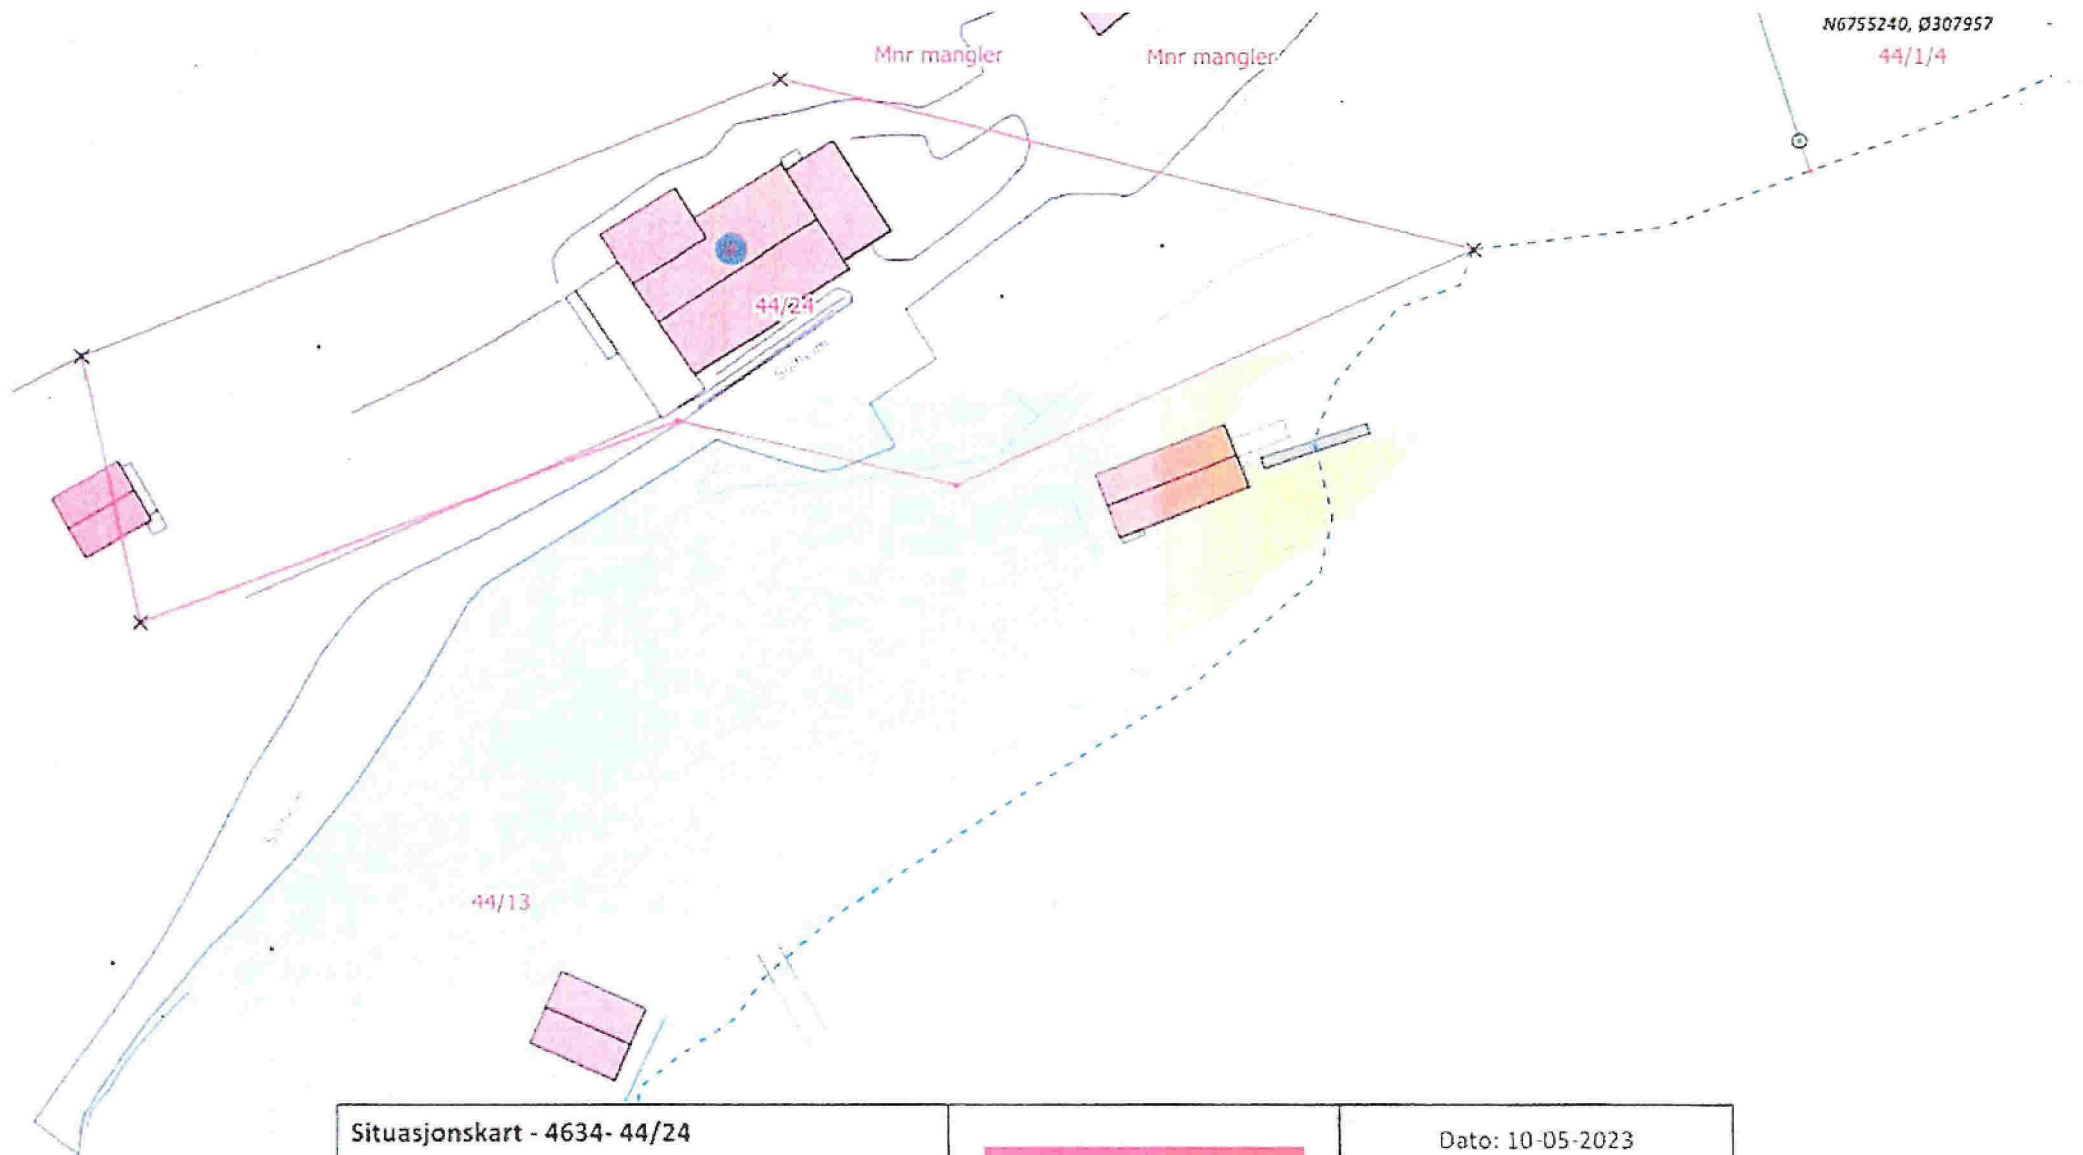 N6755240, Ø307957
Mnr mangler
Mnr mangler
44/1/4
44/24
44/13
Situasjonskart - 4634- 44/24
Dato: 10-05-2023